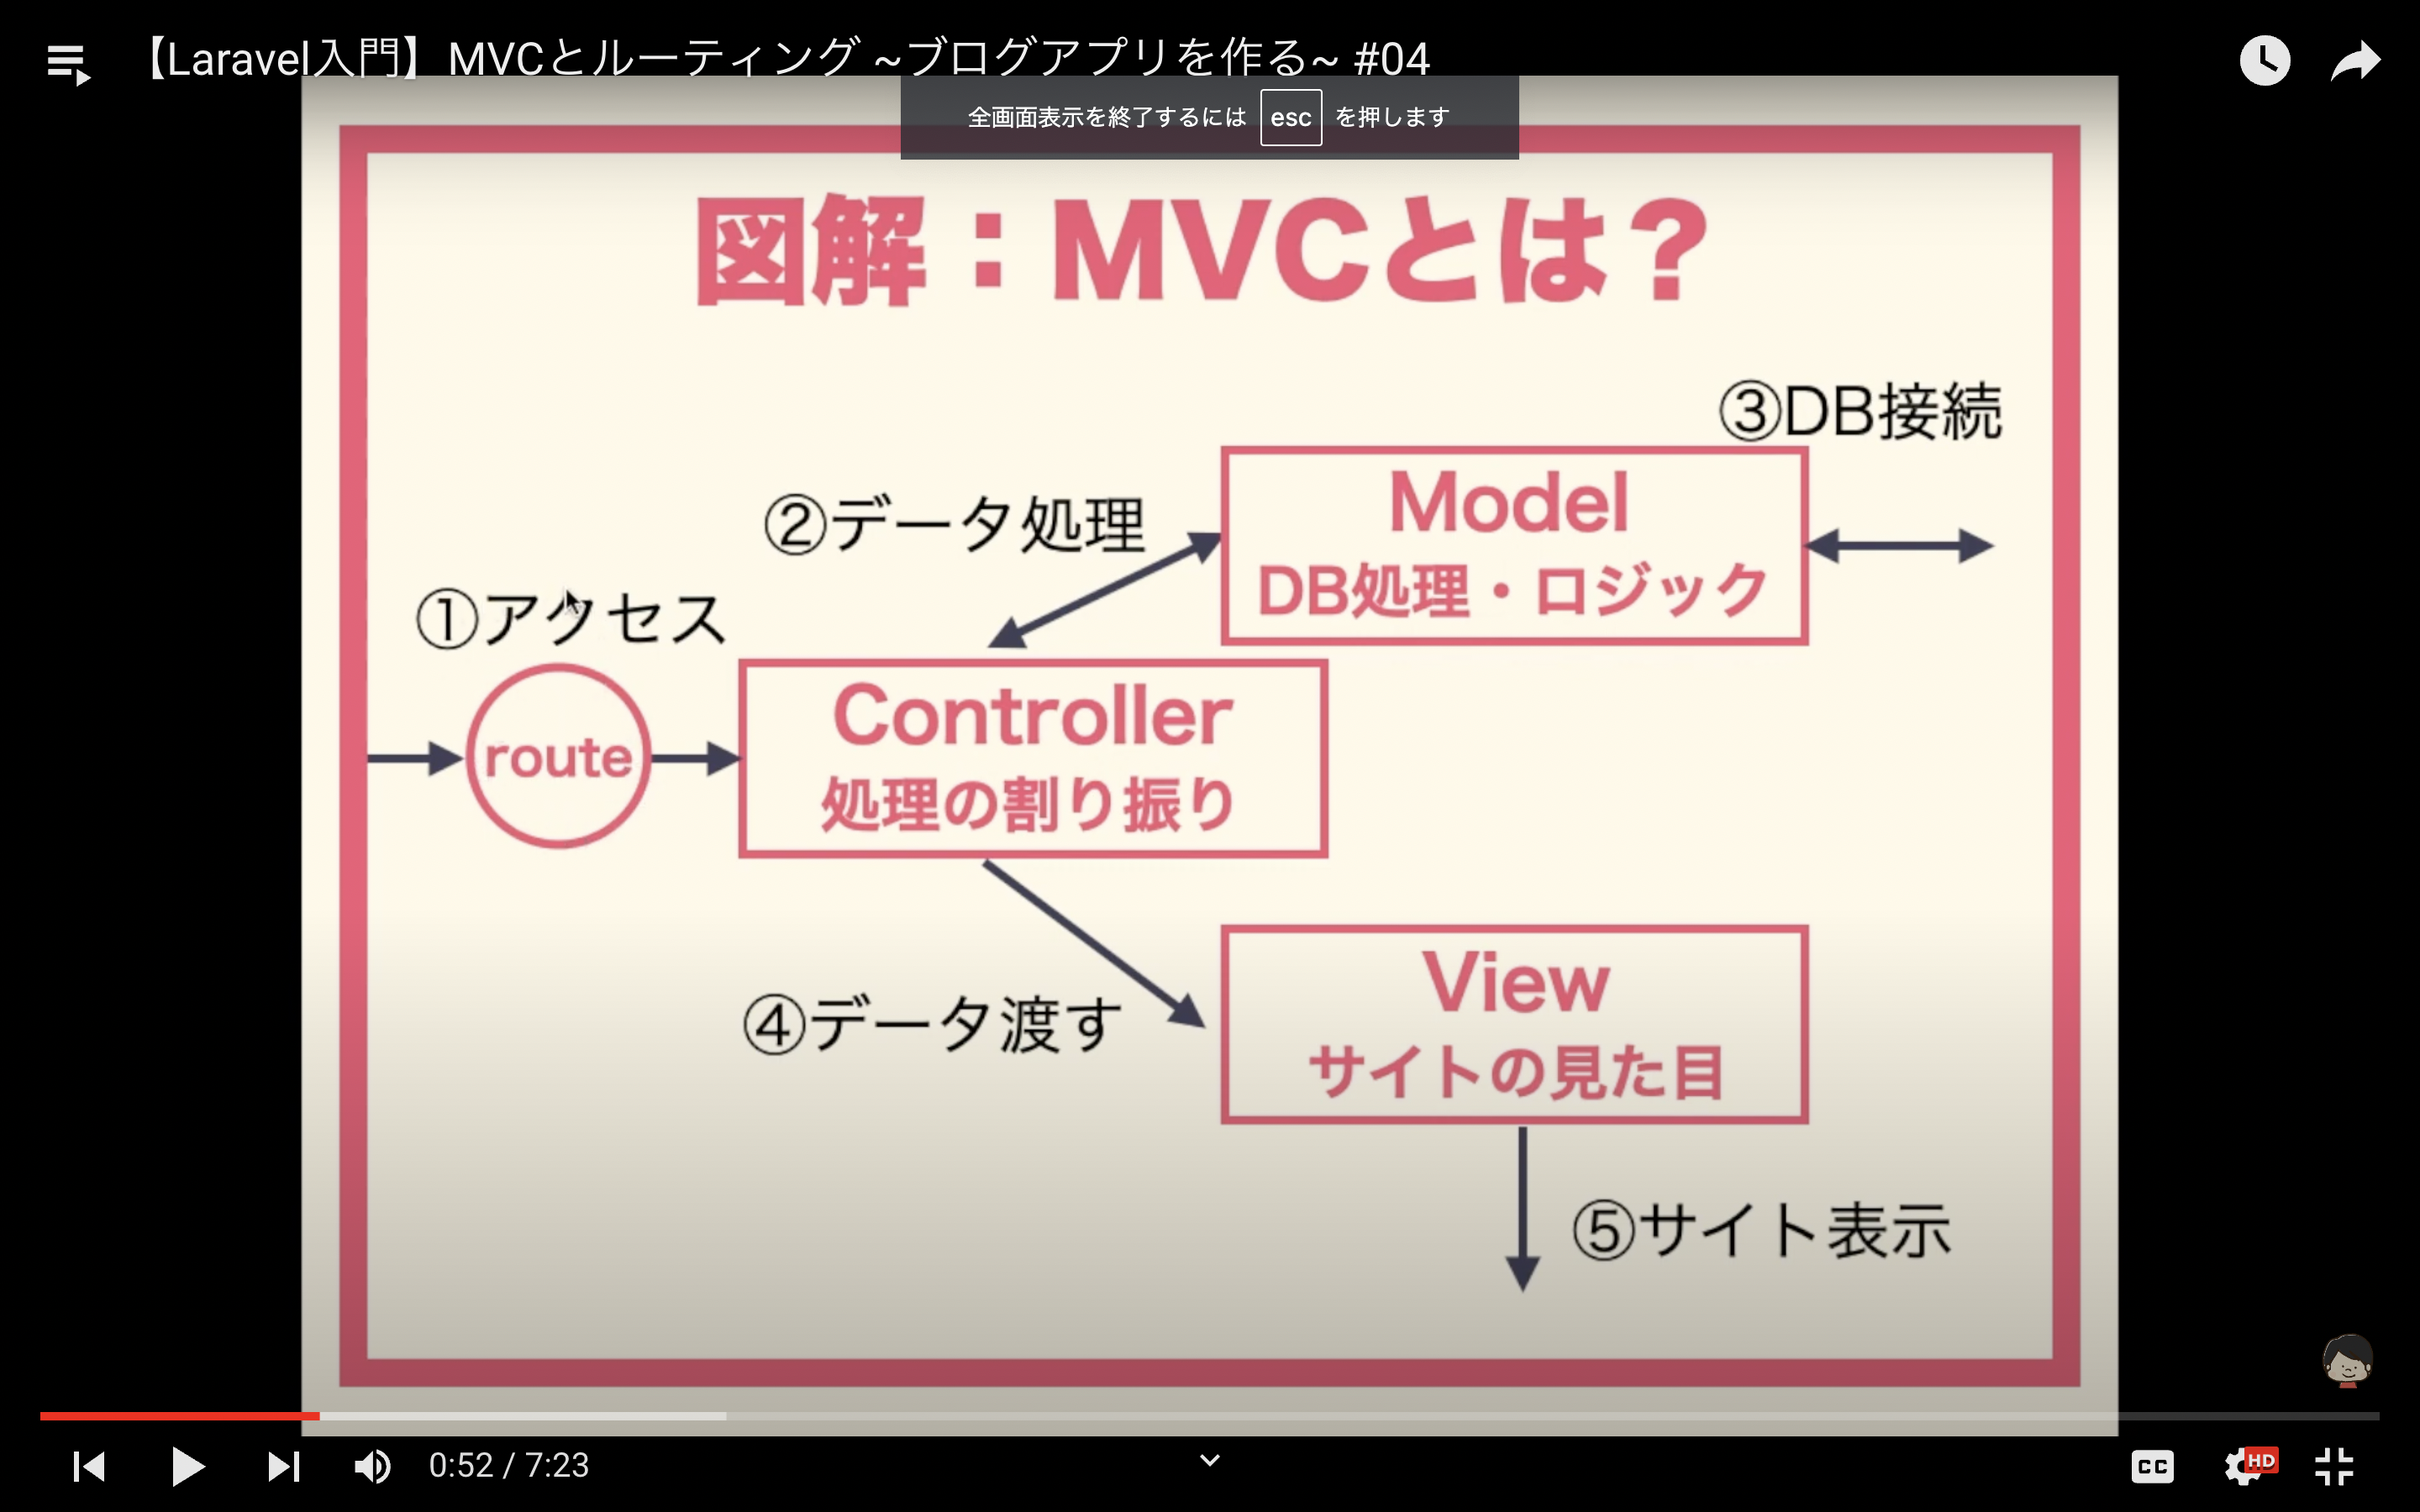 【Laravel入門】MVCとルーティング ~ブログアプリを作る~ #04
全画面表示を終了するには esc を押します
図解：MVCとは？
③DB接続
Model
DB処理・ロジック
②データ処理
①アクセス
route
Controller
処理の割り振り
④データ渡す
View
サイトの見た目
⑤サイト表示
0:52 / 7:23
CC
HD